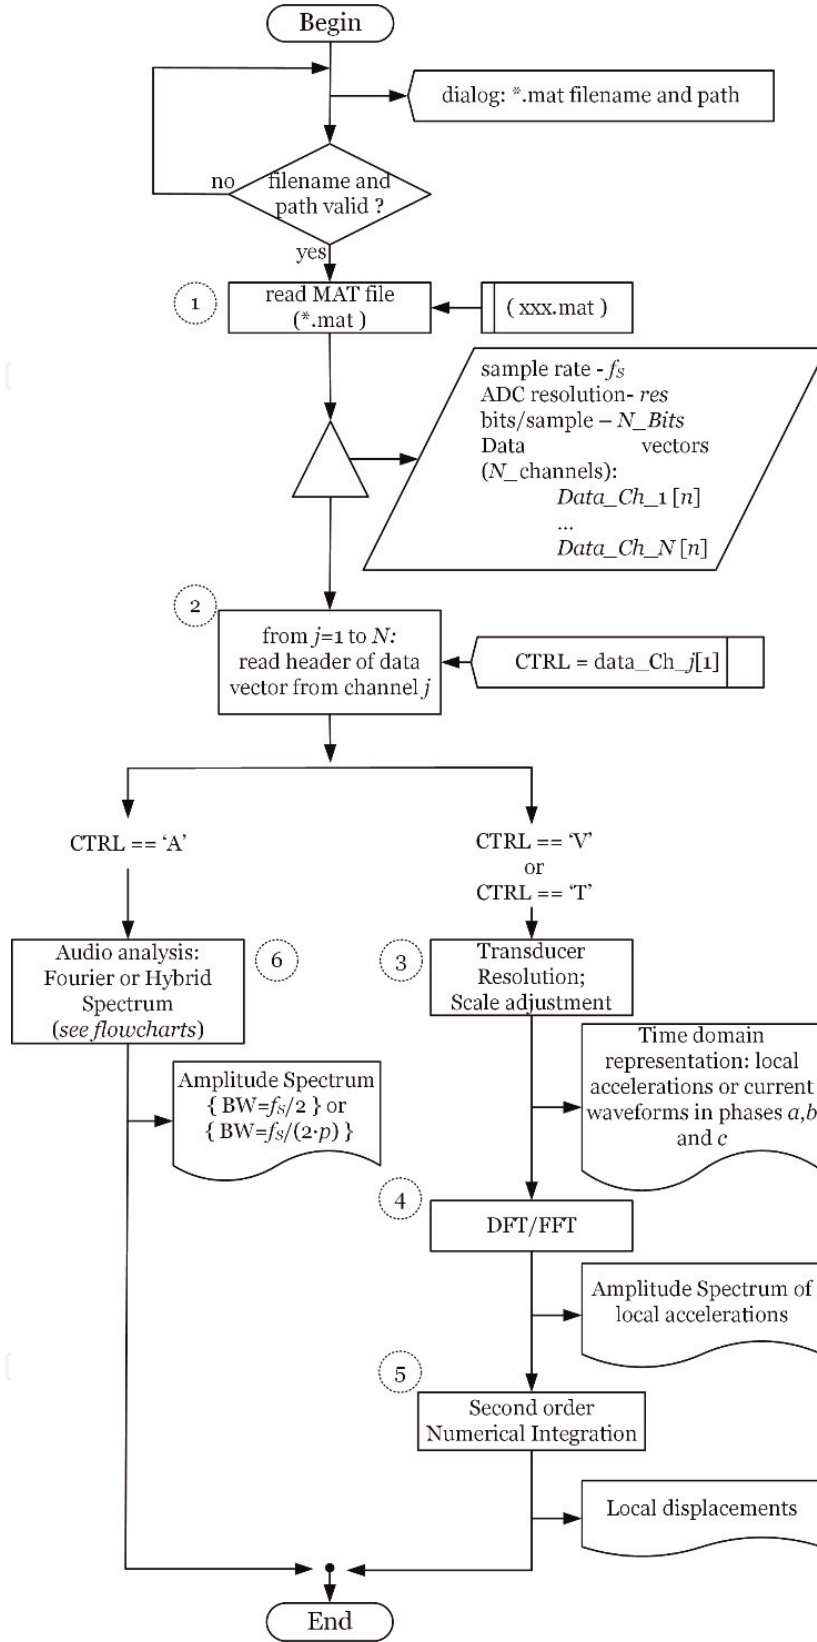 Begin
dialog: *.mat filename and path
no
filename and
path valid ?
yes
1
read MAT file
(*.mat )
( xxx.mat )
sample rate - fS
ADC resolution- res
bits/sample – N_Bits
Data vectors
(N_channels):
Data_Ch_1 [n]
...
Data_Ch_N [n]
2
from j=1 to N:
read header of data
vector from channel j
CTRL = data_Ch_j[1]
CTRL == ‘A’
CTRL == ‘V’
or
CTRL == ‘T’
Audio analysis:
Fourier or Hybrid
Spectrum
(see flowcharts)
6
3
Transducer
Resolution;
Scale adjustment
Time domain
representation: local
accelerations or current
waveforms in phases a,b
and c
Amplitude Spectrum
{ BW=fS/2 } or
{ BW=fS/(2·p) }
4
DFT/FFT
Amplitude Spectrum of
local accelerations
5
Second order
Numerical Integration
Local displacements
End